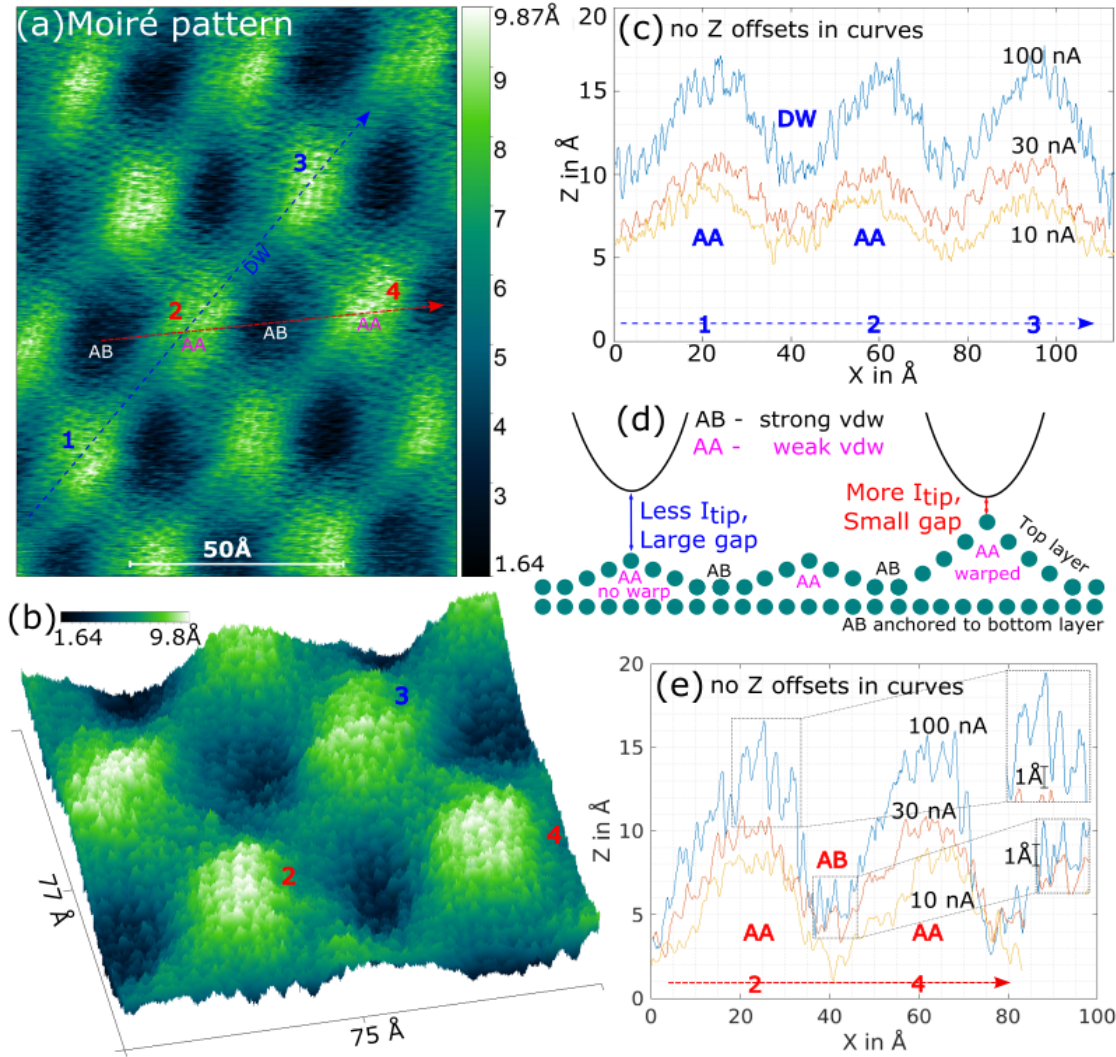 (a)Moiré pattern
3
DW
2
4
AB
AA
AB
AA
1
50Å
9.87Å
9
8
7
6
5
4
3
1.64
(b)
1.64 9.8Å
3
4
2
77 Å
75 Å
(c) no Z offsets in curves
100 nA
DW
30 nA
10 nA
AA AA
1 2 3
20
15
10
5
0
Z in Å
0 20 40 60 80 100
X in Å
(d)
AB - strong vdw
AA - weak vdw
Less Itip,
Large gap
More Itip,
Small gap
Top layer
AA
no warp
AB
AA
AB
AA
warped
AB anchored to bottom layer
(e) no Z offsets in curves
100 nA
1Å
30 nA
AB
1Å
10 nA
AA AA
2 4
20
15
10
5
0
Z in Å
0 20 40 60 80 100
X in Å